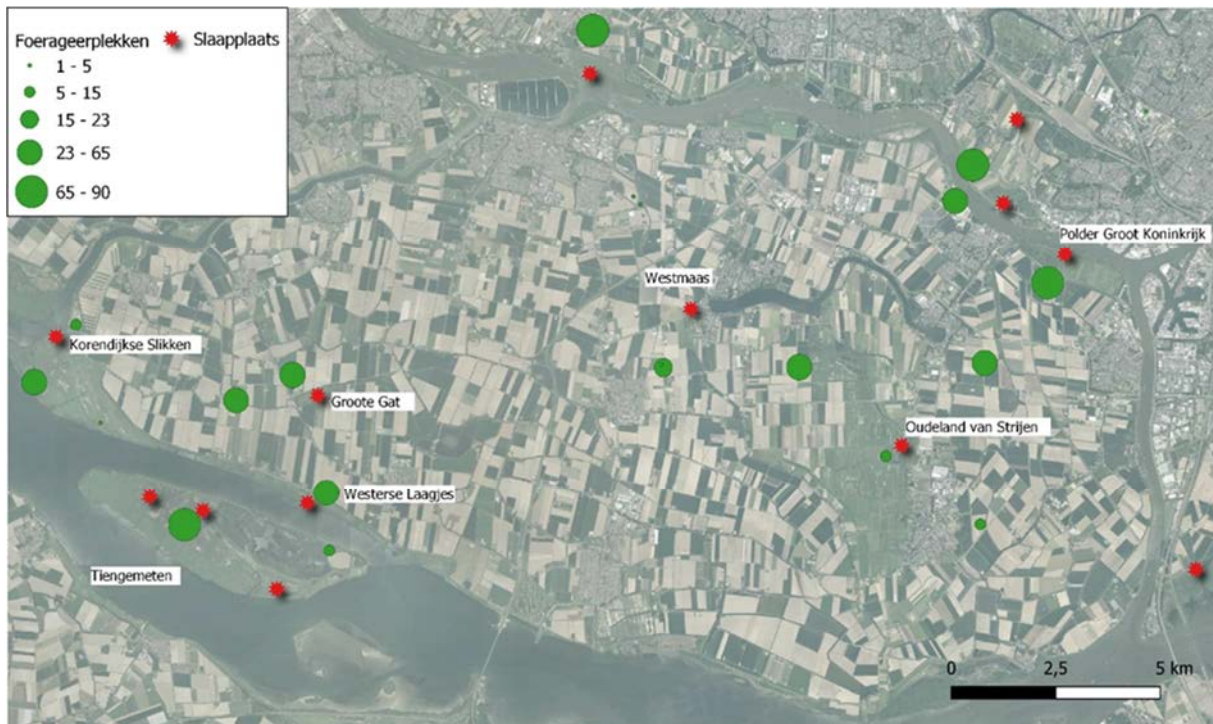 Foerageerplekken
Slaapplaats
1 - 5
5 - 15
15 - 23
23 - 65
65 - 90
Polder Groot Koninkrijk
Westmaas
Korendijkse Slikken
Groote Gat
Oudeland van Strijen
Westerse Laagjes
Tiengemeten
0 2,5 5 km